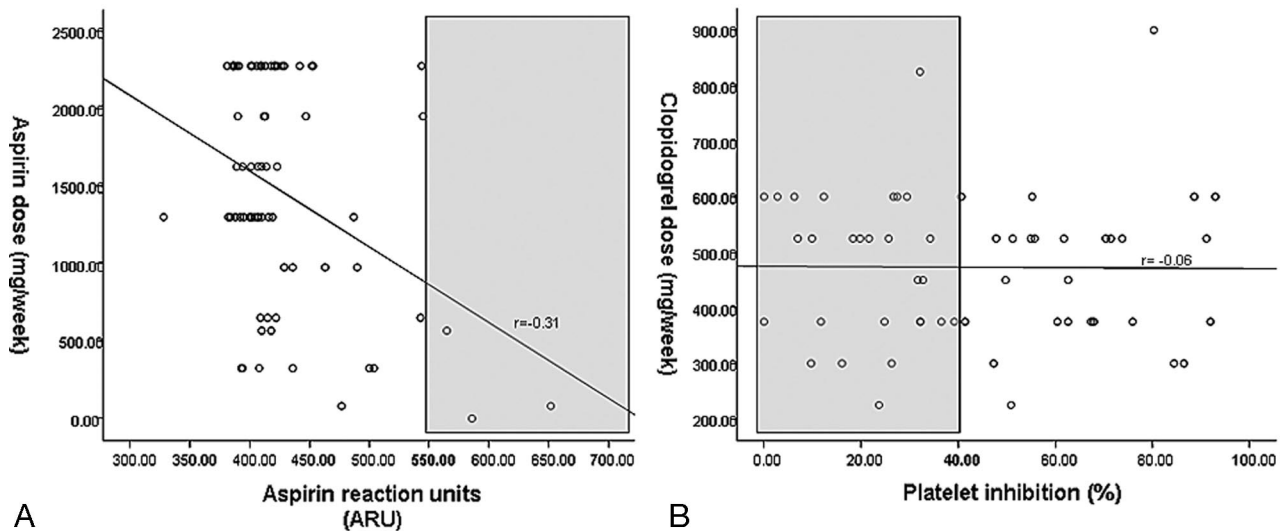 Aspirin dose (mg/week)
2500.00
2000.00
1500.00
1000.00
500.00
0.00
r=-0.31
300.00 350.00 400.00 450.00 500.00 550.00 600.00 650.00 700.00
Aspirin reaction units
(ARU)
A
Clopidogrel dose (mg/week)
900.00
800.00
700.00
600.00
500.00
400.00
300.00
200.00
r= -0.06
0.00 20.00 40.00 60.00 80.00 100.00
Platelet inhibition (%)
B